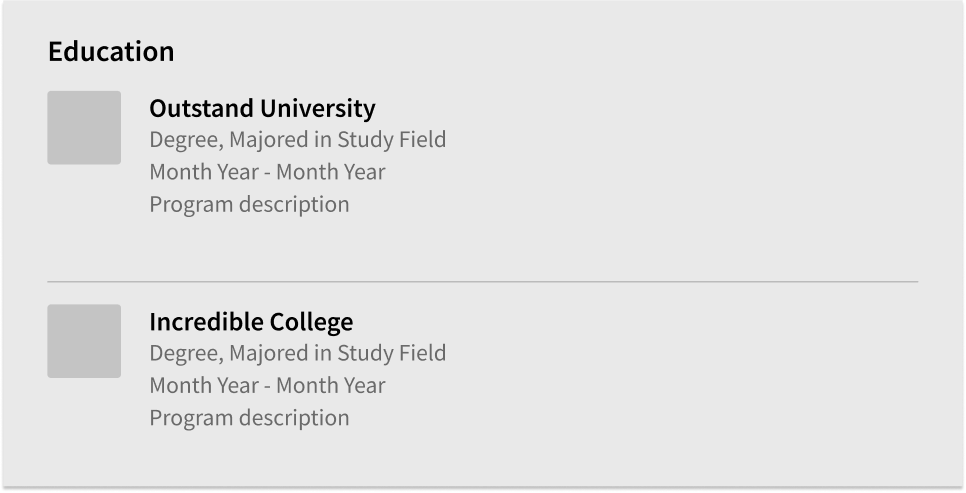 Education
Outstand University
Degree, Majored in Study Field
Month Year - Month Year
Program description
Incredible College
Degree, Majored in Study Field
Month Year - Month Year
Program description